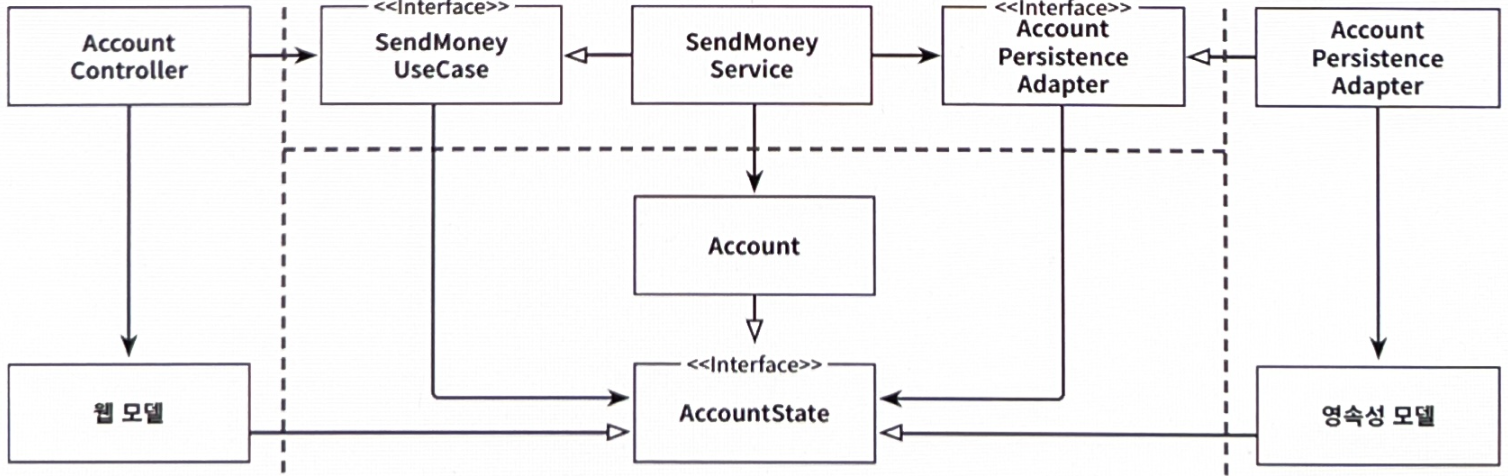 <<Interface>>
<<Interface>>
Account
Controller
SendMoney
UseCase
SendMoney
Service
Account
Persistence
Adapter
Account
Persistence
Adapter
Account
<<Interface>>
웹 모델
AccountState
영속성 모델